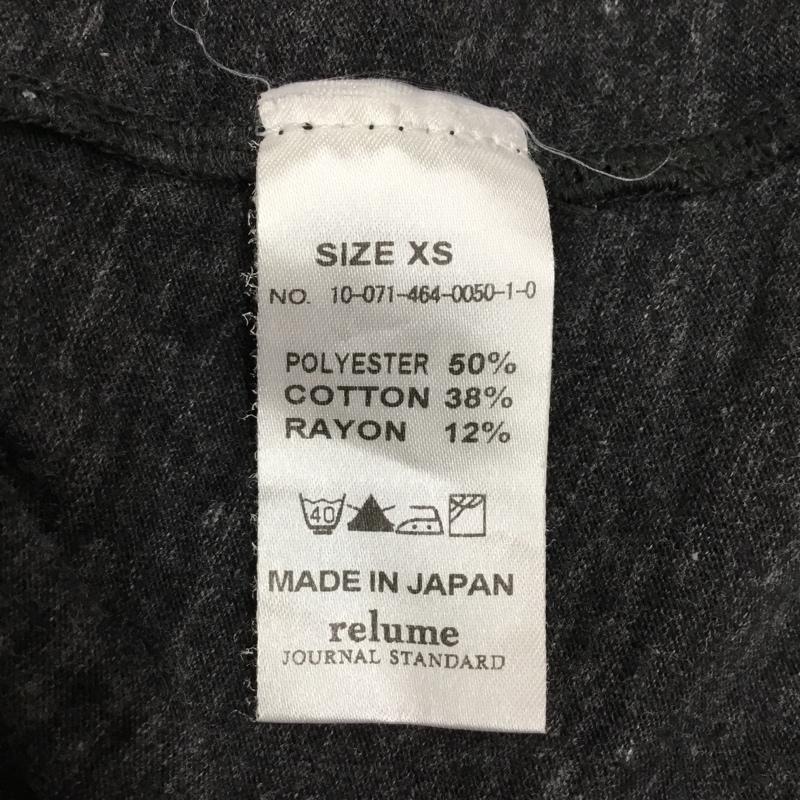 SIZE XS
NO. 10-071-464-0050-1-0
POLYESTER 50%
COTTON 38%
RAYON 12%
40
MADE IN JAPAN
relume
JOURNAL STANDARD